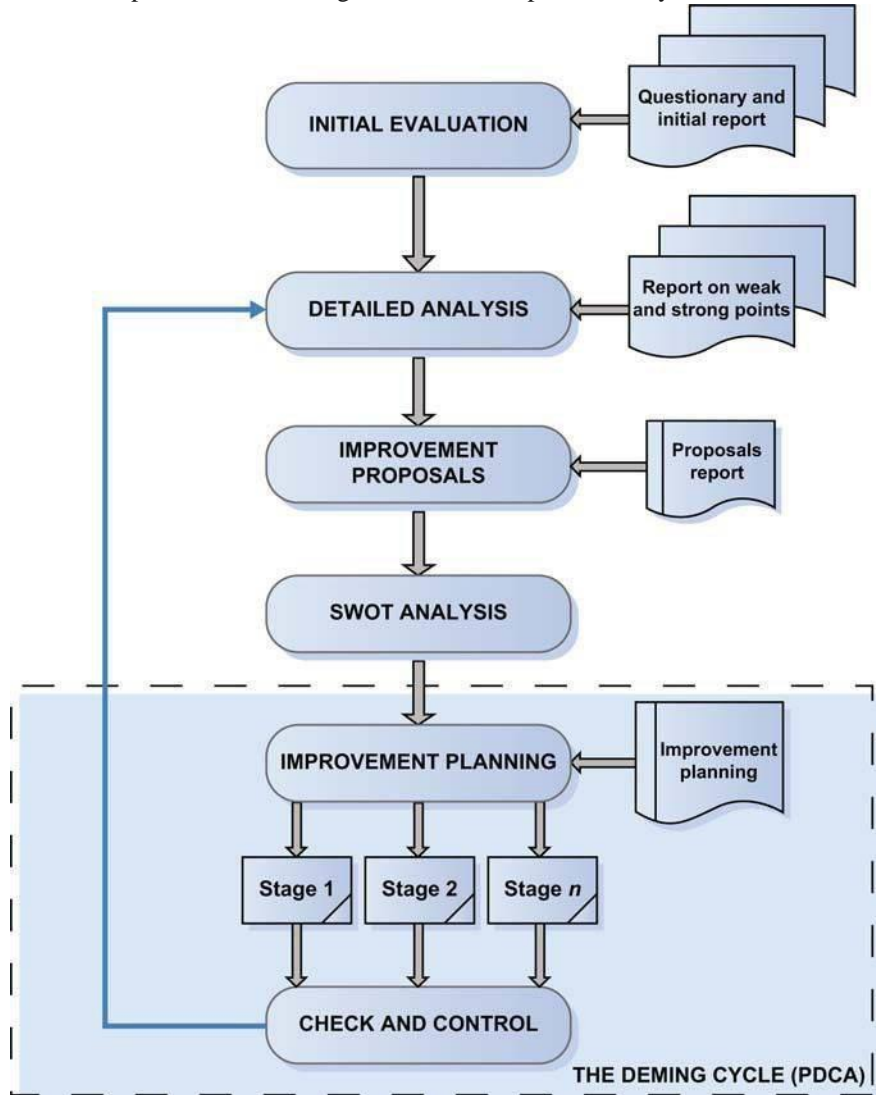 INITIAL EVALUATION
Questionary and
initial report
DETAILED ANALYSIS
Report on weak
and strong points
IMPROVEMENT
PROPOSALS
Proposals
report
SWOT ANALYSIS
IMPROVEMENT PLANNING
Improvement
planning
Stage 1
Stage 2
Stage n
CHECK AND CONTROL
THE DEMING CYCLE (PDCA)